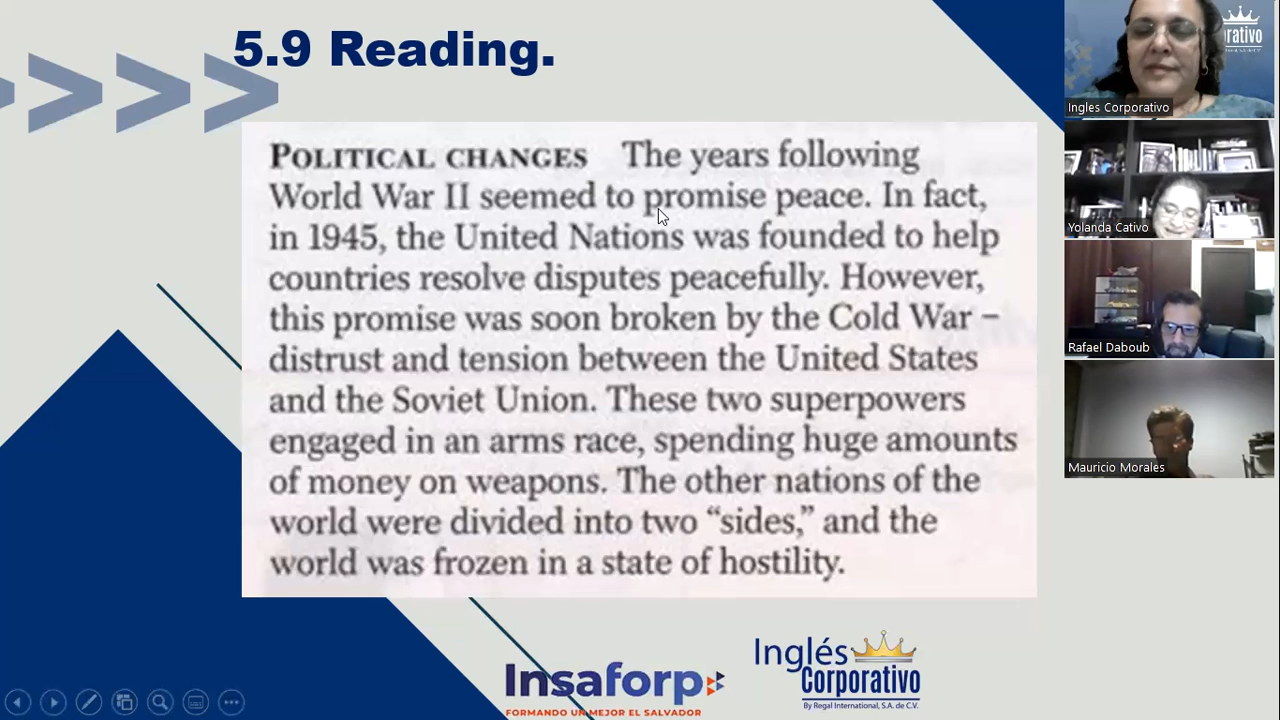 5.9 Reading.
POLITICAL CHANGES The years following
World War II seemed to promise peace. In fact,
in 1945, the United Nations was founded to help
countries resolve disputes peacefully. However,
this promise was soon broken by the Cold War –
distrust and tension between the United States
and the Soviet Union. These two superpowers
engaged in an arms race, spending huge amounts
of money on weapons. The other nations of the
world were divided into two “sides,” and the
world was frozen in a state of hostility.
Insaforp
FORMANDO UN MEJOR EL SALVADOR
Inglés
Corporativo
By Regal International, S.A. de C.V.
Ingles Corporativo
Yolanda Cativo
Rafael Daboub
Mauricio Morales